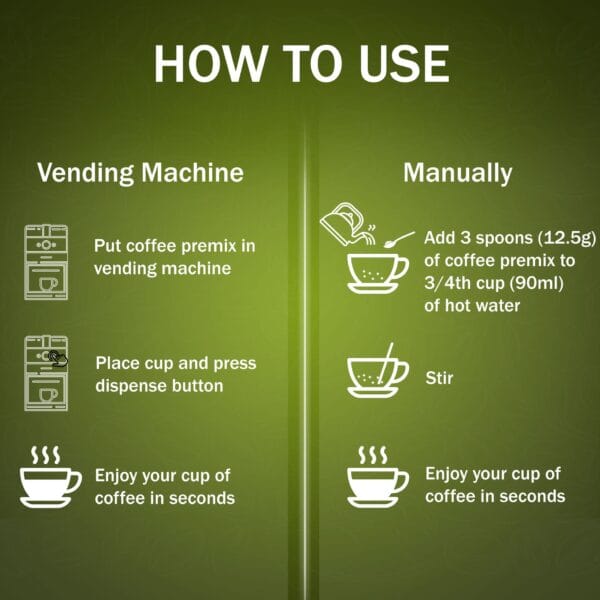 HOW TO USE
Vending Machine
Put coffee premix in
vending machine
Place cup and press
dispense button
Enjoy your cup of
coffee in seconds
Manually
Add 3 spoons (12.5g)
of coffee premix to
3/4th cup (90ml)
of hot water
Stir
Enjoy your cup of
coffee in seconds